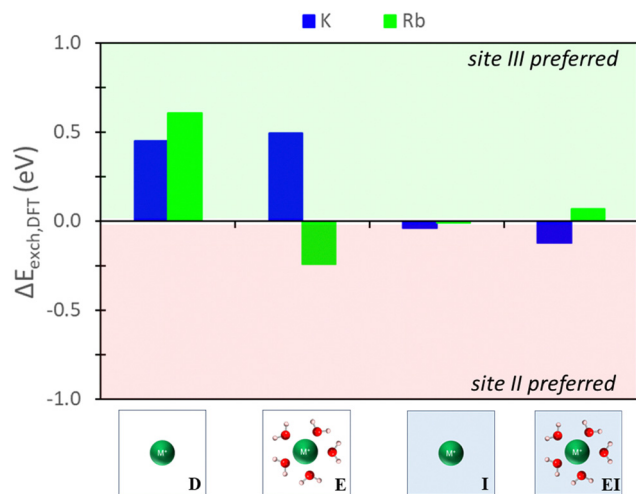 K Rb
1.0
site III preferred
0.5
0.0
-0.5
-1.0
site II preferred
ΔE_exch,DFT (eV)
M⁺ D
M⁺ E
M⁺ I
M⁺ EI